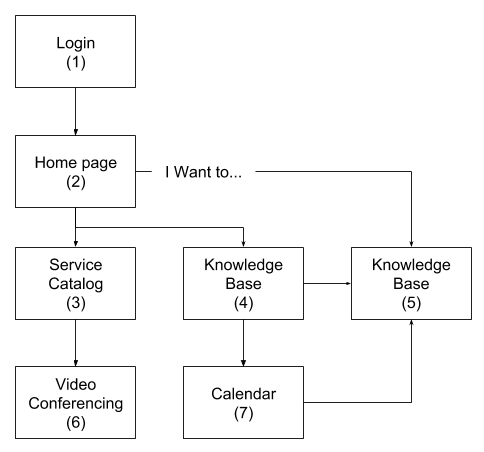 Login
(1)
Home page
(2)
I Want to...
Service
Catalog
(3)
Knowledge
Base
(4)
Knowledge
Base
(5)
Video
Conferencing
(6)
Calendar
(7)